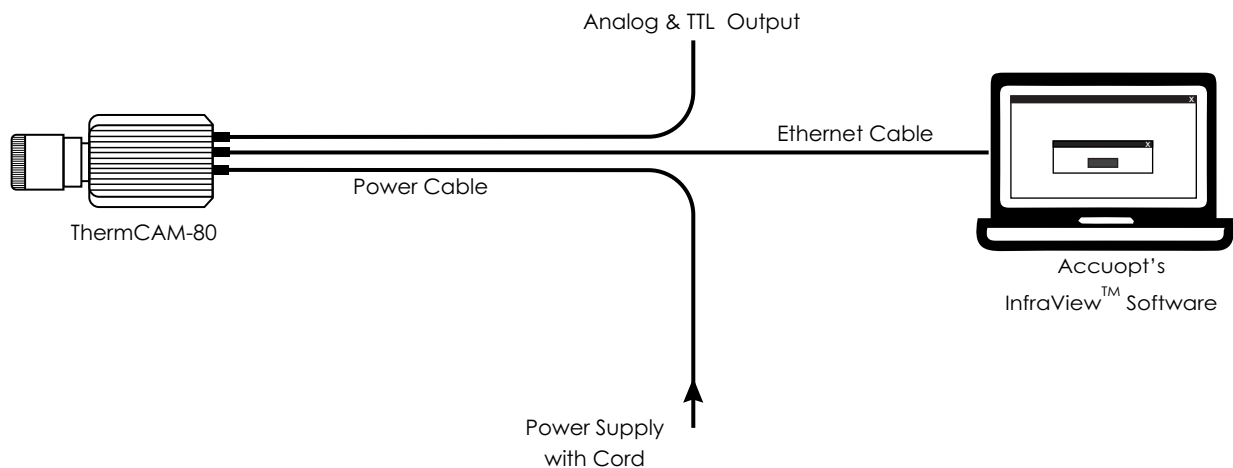 Analog & TTL Output
Ethernet Cable
X
X
Power Cable
ThermCAM-80
Accuopt's
InfraView™ Software
Power Supply
with Cord